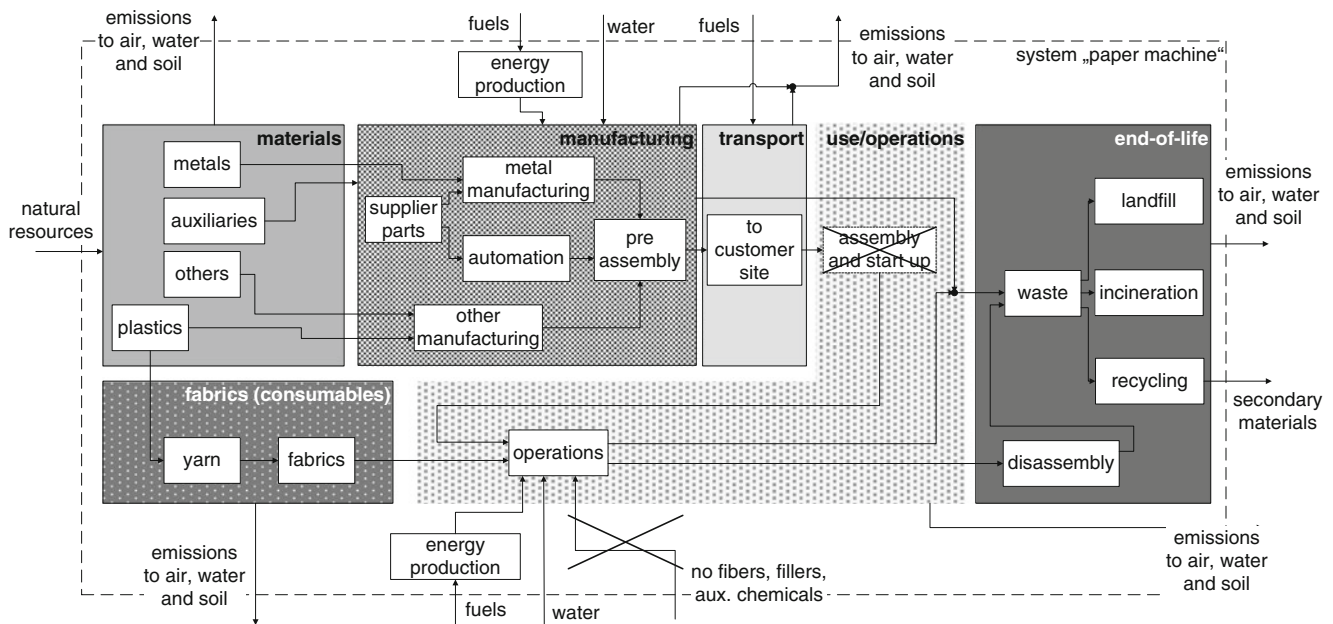 emissions
to air, water
and soil
fuels
water
fuels
emissions
to air, water
and soil
system „paper machine“
energy
production
materials
manufacturing
transport
use/operations
end-of-life
metals
auxiliaries
others
plastics
natural
resources
supplier
parts
metal
manufacturing
automation
other
manufacturing
pre
assembly
to
customer
site
assembly
and start up
waste
landfill
incineration
recycling
disassembly
emissions
to air, water
and soil
secondary
materials
fabrics (consumables)
yarn
fabrics
operations
emissions
to air, water
and soil
energy
production
fuels
water
no fibers, fillers,
aux. chemicals
emissions
to air, water
and soil